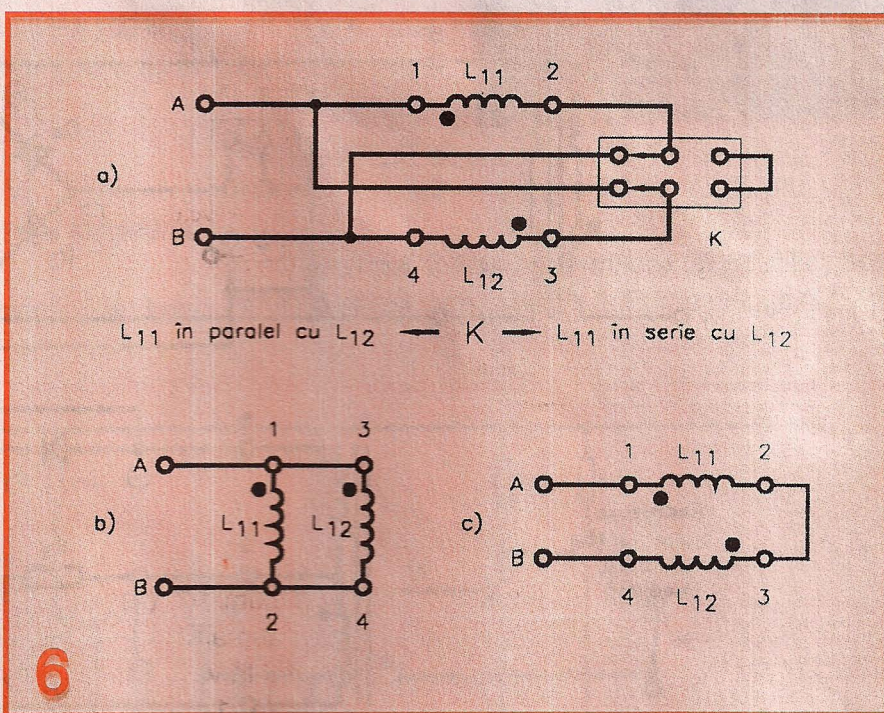 1 L11 2
A
a)
B K
4 L12 3
L11 în paralel cu L12 ← K → L11 în serie cu L12
1 3
A
b) L11 L12
B
2 4
1 L11 2
A
c)
B
4 L12 3
6